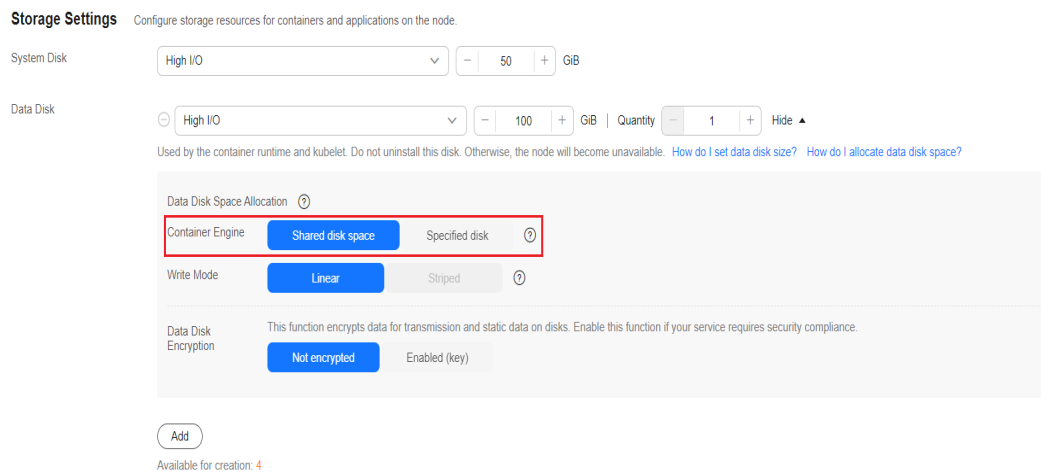 Storage Settings Configure storage resources for containers and applications on the node.
System Disk High I/O − 50 + GiB
Data Disk High I/O − 100 + GiB | Quantity − 1 + Hide ▲
Used by the container runtime and kubelet. Do not uninstall this disk. Otherwise, the node will become unavailable. How do I set data disk size? How do I allocate data disk space?
Data Disk Space Allocation ?
Container Engine Shared disk space Specified disk ?
Write Mode Linear Striped ?
Data Disk Encryption This function encrypts data for transmission and static data on disks. Enable this function if your service requires security compliance.
Not encrypted Enabled (key)
Add
Available for creation: 4